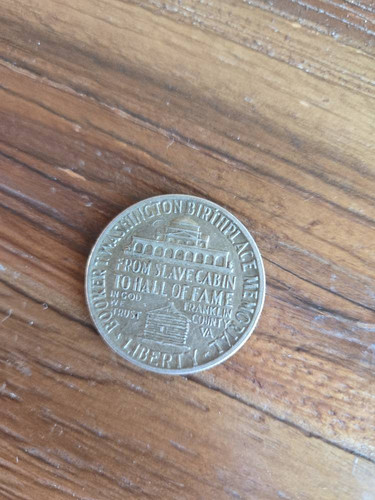 BOOKER T. WASHINGTON BIRTHPLACE MEMORIAL
FROM SLAVE CABIN
TO HALL OF FAME
IN GOD
WE
TRUST
FRANKLIN
COUNTY
VA.
LIBERTY